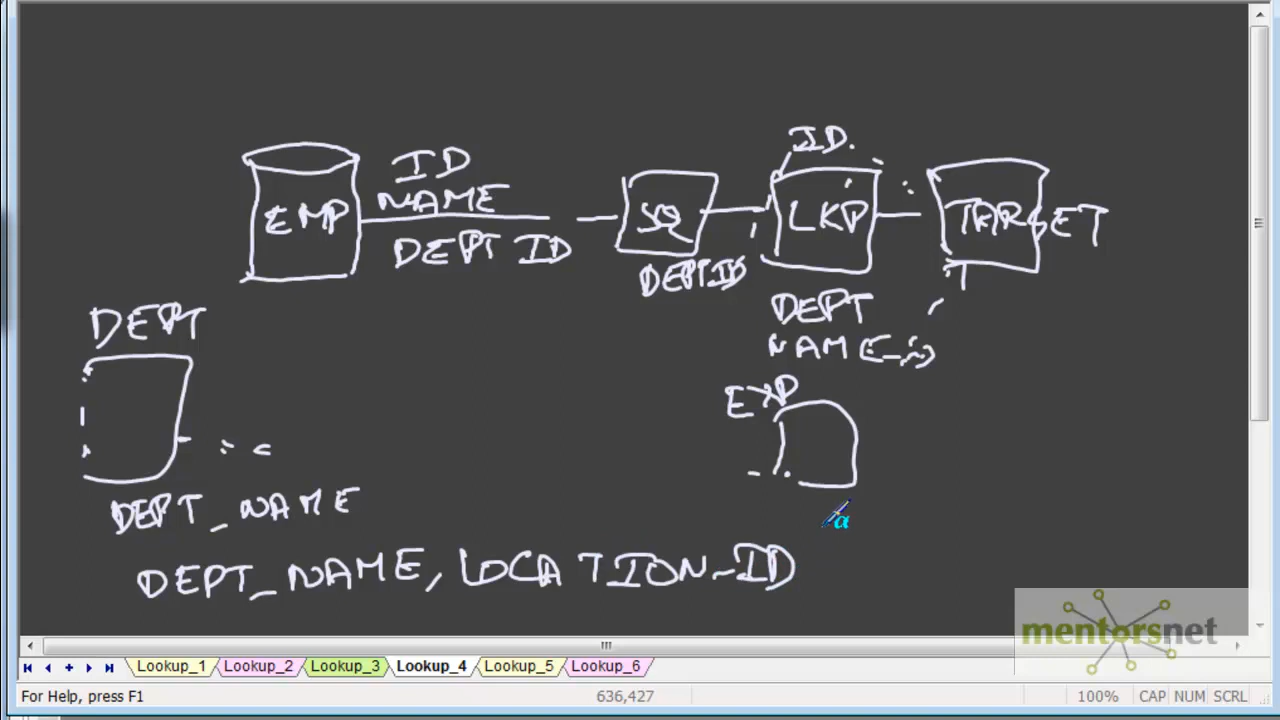 ID.
ID
NAME
EMP
SQ
LKP
TARGET
DEPT ID
DEPT ID
DEPT
DEPT
NAME
EXP
DEPT_NAME
DEPT_NAME, LOCATION_ID
mentorsnet
Lookup_1 Lookup_2 Lookup_3 Lookup_4 Lookup_5 Lookup_6
For Help, press F1 636,427 100% CAP NUM SCRL